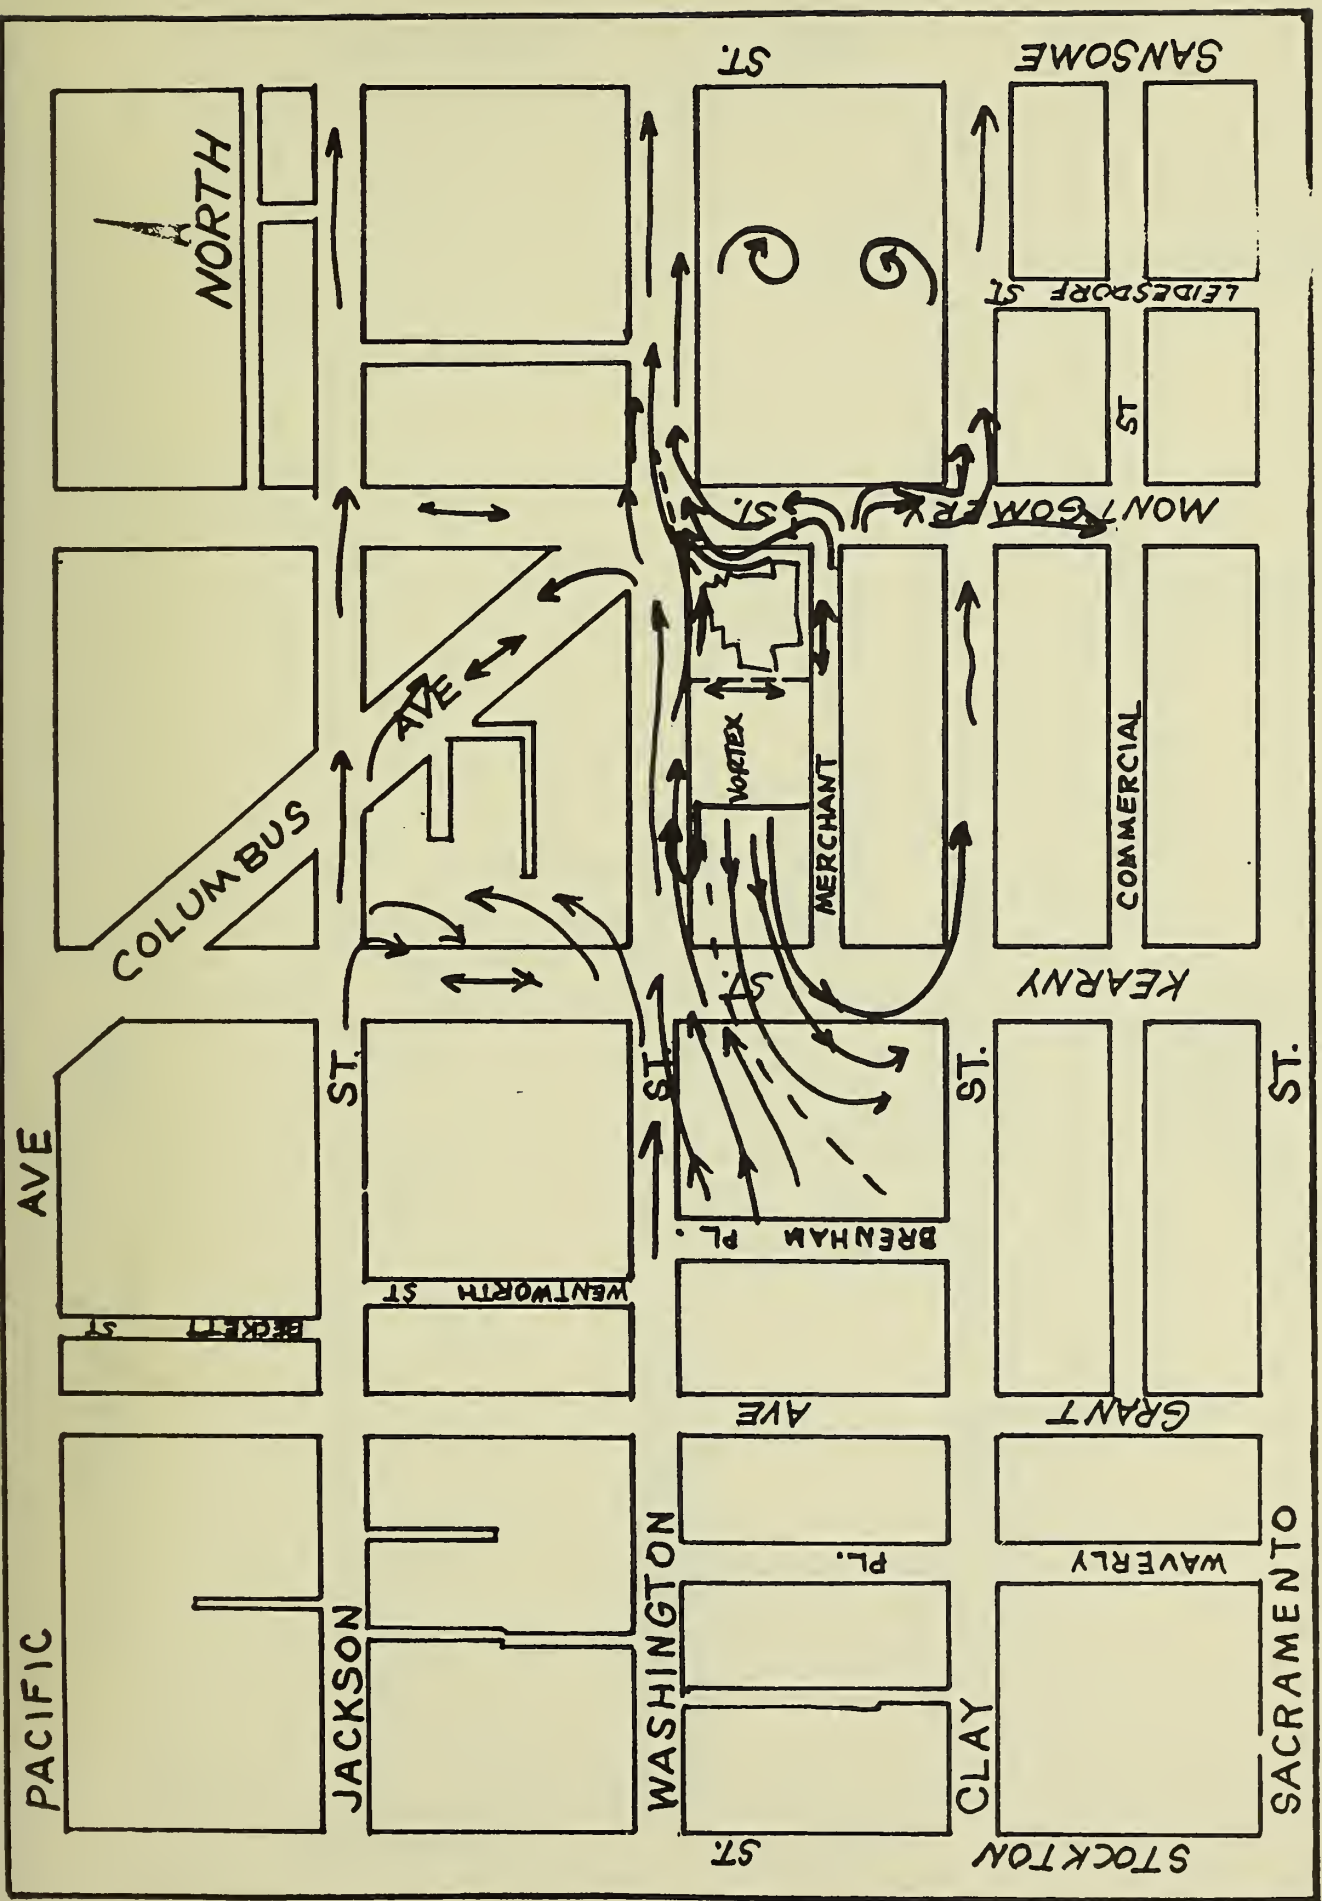 SANSOME ST.
NORTH
LEIDESDORF ST.
MONTGOMERY ST.
COLUMBUS AVE
VORTEX
MERCHANT
COMMERCIAL ST
KEARNY ST.
BRENHAM PL.
WENTWORTH ST
BECKETT ST
GRANT AVE
WAVERLY PL.
STOCKTON ST.
PACIFIC AVE
JACKSON ST.
WASHINGTON ST.
CLAY ST.
SACRAMENTO ST.